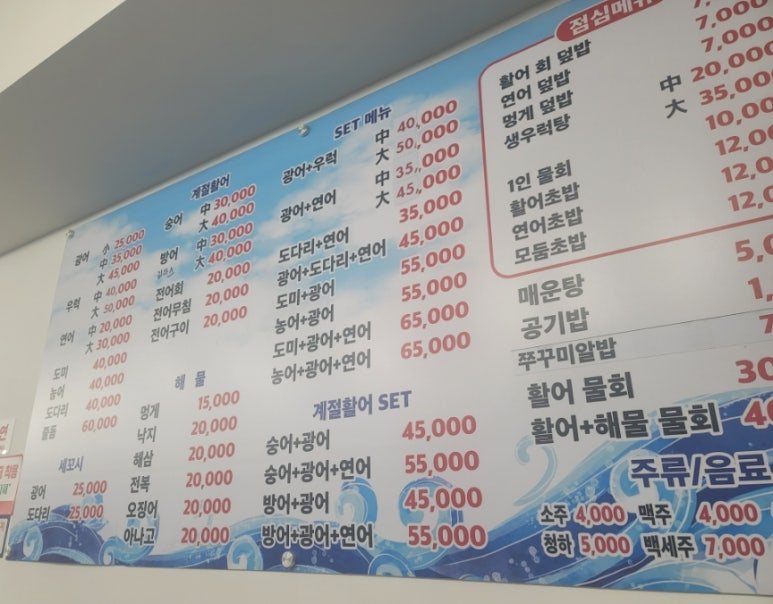 광어 小 25,000
中 35,000
大 45,000
우럭 中 40,000
大 50,000
연어 中 20,000
大 30,000
도미 40,000
농어 40,000
도다리 40,000
줄돔 60,000
세꼬시
광어 25,000
도다리 25,000
계절활어
숭어 中 30,000
大 40,000
방어 中 30,000
大 40,000
전어회 20,000
전어무침 20,000
전어구이 20,000
해 물
멍게 15,000
낙지 20,000
해삼 20,000
전복 20,000
오징어 20,000
아나고 20,000
SET 메뉴
광어+우럭 中 40,000
大 50,000
광어+연어 中 35,000
大 45,000
도다리+연어 35,000
광어+도다리+연어 45,000
도미+광어 55,000
농어+광어 55,000
도미+광어+연어 65,000
농어+광어+연어 65,000
계절활어 SET
숭어+광어 45,000
숭어+광어+연어 55,000
방어+광어 45,000
방어+광어+연어 55,000
점심메뉴
활어 회 덮밥
연어 덮밥 7,000
멍게 덮밥 7,000
생우럭탕 中 20,000
大 35,000
1인 물회 10,000
활어초밥 12,000
연어초밥 12,0
모둠초밥 12,
매운탕 5,
공기밥 1,
쭈꾸미알밥 7
활어 물회 30
활어+해물 물회 40
주류/음료
소주 4,000 맥주 4,000
청하 5,000 백세주 7,000